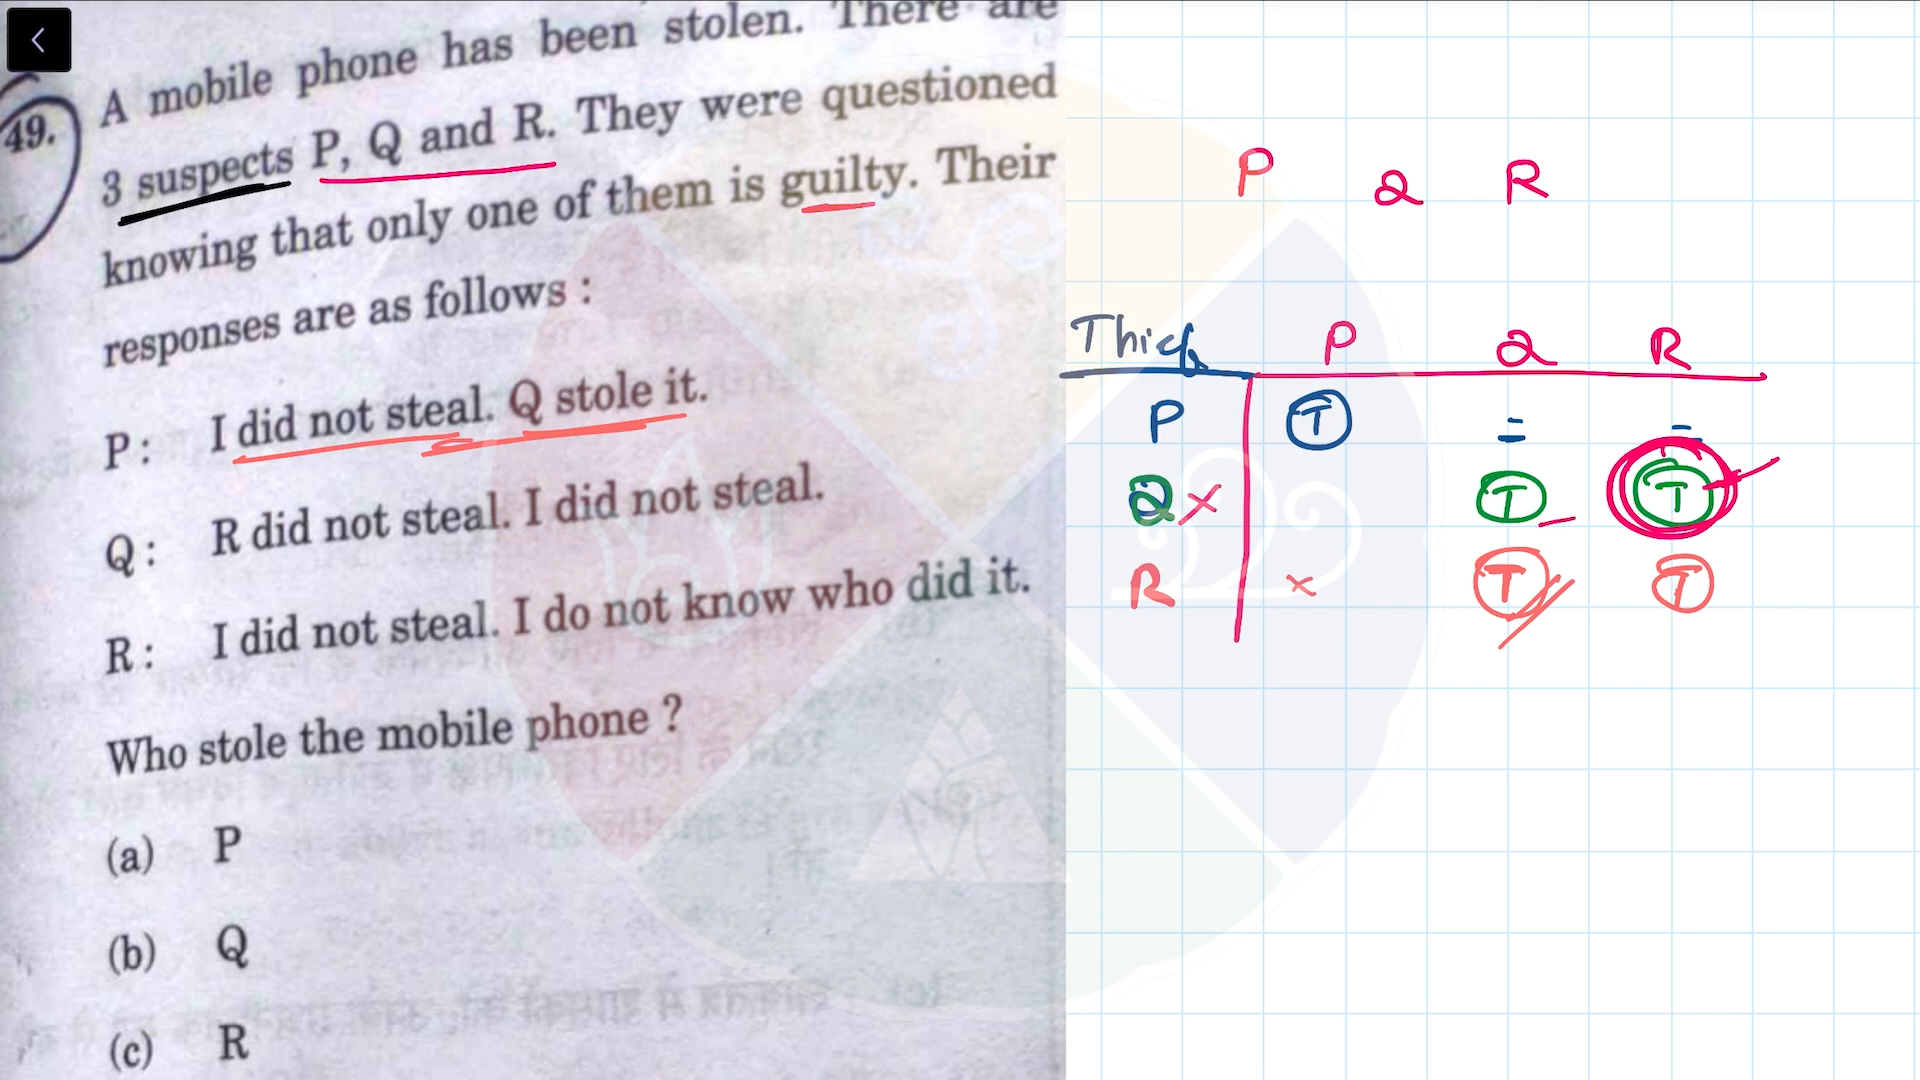 A mobile phone has been stolen. There are
49.
3 suspects P, Q and R. They were questioned
knowing that only one of them is guilty. Their
responses are as follows :
P : I did not steal. Q stole it.
Q : R did not steal. I did not steal.
R : I did not steal. I do not know who did it.
Who stole the mobile phone ?
(a) P
(b) Q
(c) R
P Q R
Thief P Q R
P T = =
Q × T T
R × T T